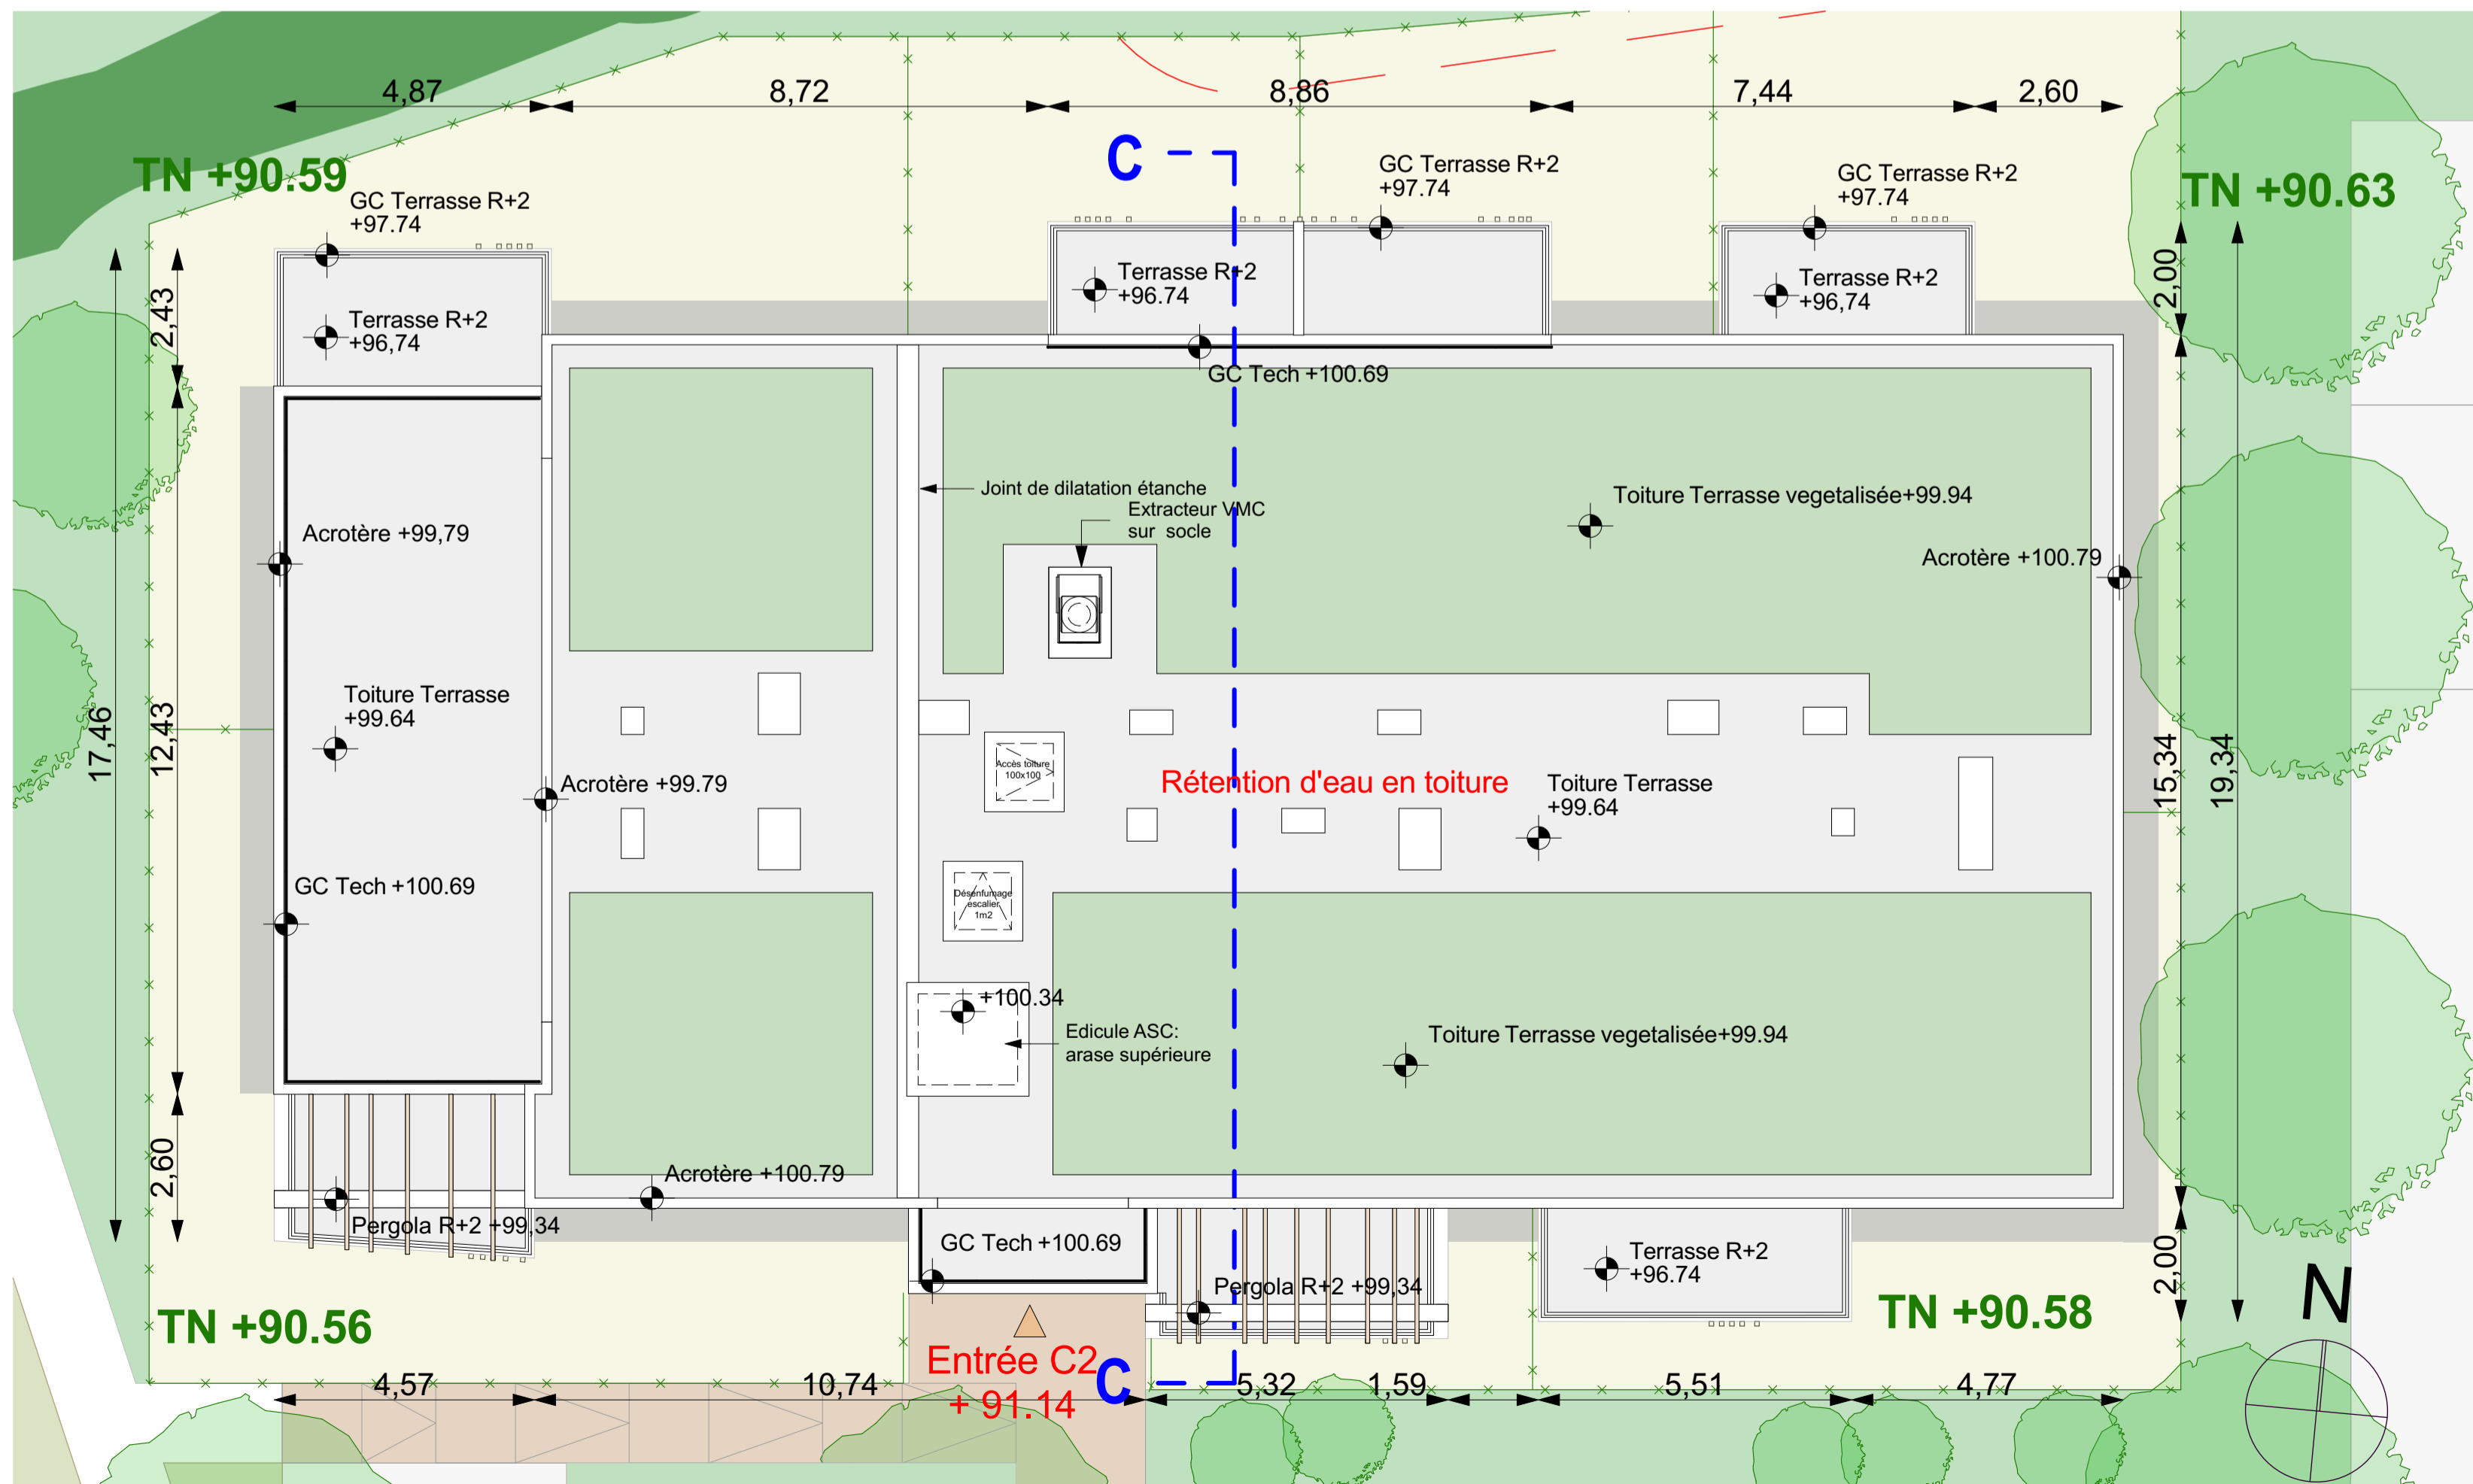 4,87
8,72
8,86
7,44
2,60
C
TN +90.59
TN +90.63
GC Terrasse R+2
+97.74
GC Terrasse R+2
+97.74
GC Terrasse R+2
+97.74
2,43
Terrasse R+2
+96,74
Terrasse R+2
+96.74
Terrasse R+2
+96,74
2,00
GC Tech +100.69
Joint de dilatation étanche
Extracteur VMC
sur socle
Toiture Terrasse vegetalisée+99.94
Acrotère +99,79
Acrotère +100.79
17,46
12,43
Toiture Terrasse
+99.64
Acrotère +99.79
Accès toiture
100x100
Rétention d'eau en toiture
Toiture Terrasse
+99.64
15,34
19,34
GC Tech +100.69
Désenfumage
escalier
1m2
+100.34
Edicule ASC:
arase supérieure
Toiture Terrasse vegetalisée+99.94
2,60
Acrotère +100.79
Pergola R+2 +99,34
GC Tech +100.69
Pergola R+2 +99,34
Terrasse R+2
+96.74
2,00
N
TN +90.56
TN +90.58
Entrée C2
+ 91.14
C
4,57
10,74
5,32
1,59
5,51
4,77